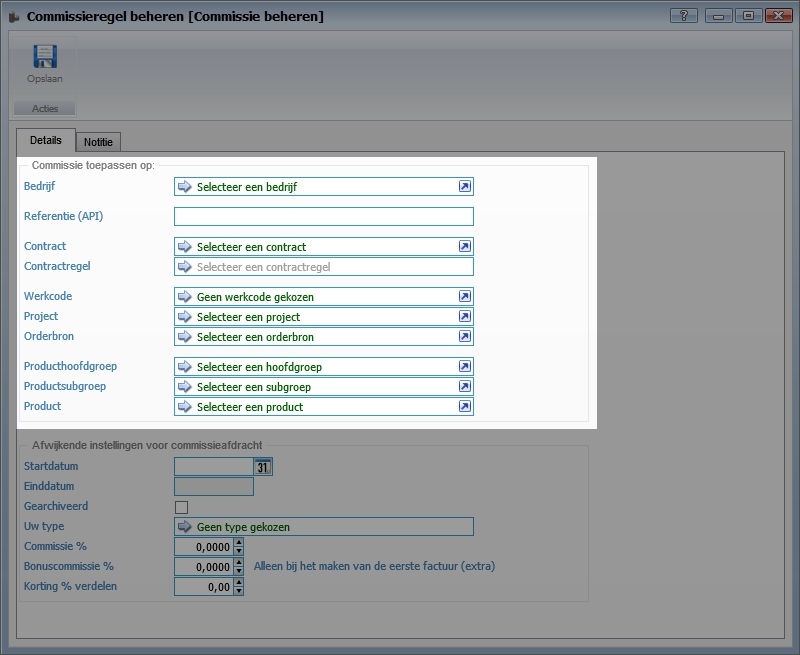 Commissieregel beheren [Commissie beheren]
?
Opslaan
Acties
Details
Notitie
Commissie toepassen op:
Bedrijf
Selecteer een bedrijf
Referentie (API)
Contract
Selecteer een contract
Contractregel
Selecteer een contractregel
Werkcode
Geen werkcode gekozen
Project
Selecteer een project
Orderbron
Selecteer een orderbron
Producthoofdgroep
Selecteer een hoofdgroep
Productsubgroep
Selecteer een subgroep
Product
Selecteer een product
Afwijkende instellingen voor commissieafdracht
Startdatum
31
Einddatum
Gearchiveerd
Uw type
Geen type gekozen
Commissie %
0,0000
Bonuscommissie %
0,0000
Alleen bij het maken van de eerste factuur (extra)
Korting % verdelen
0,00